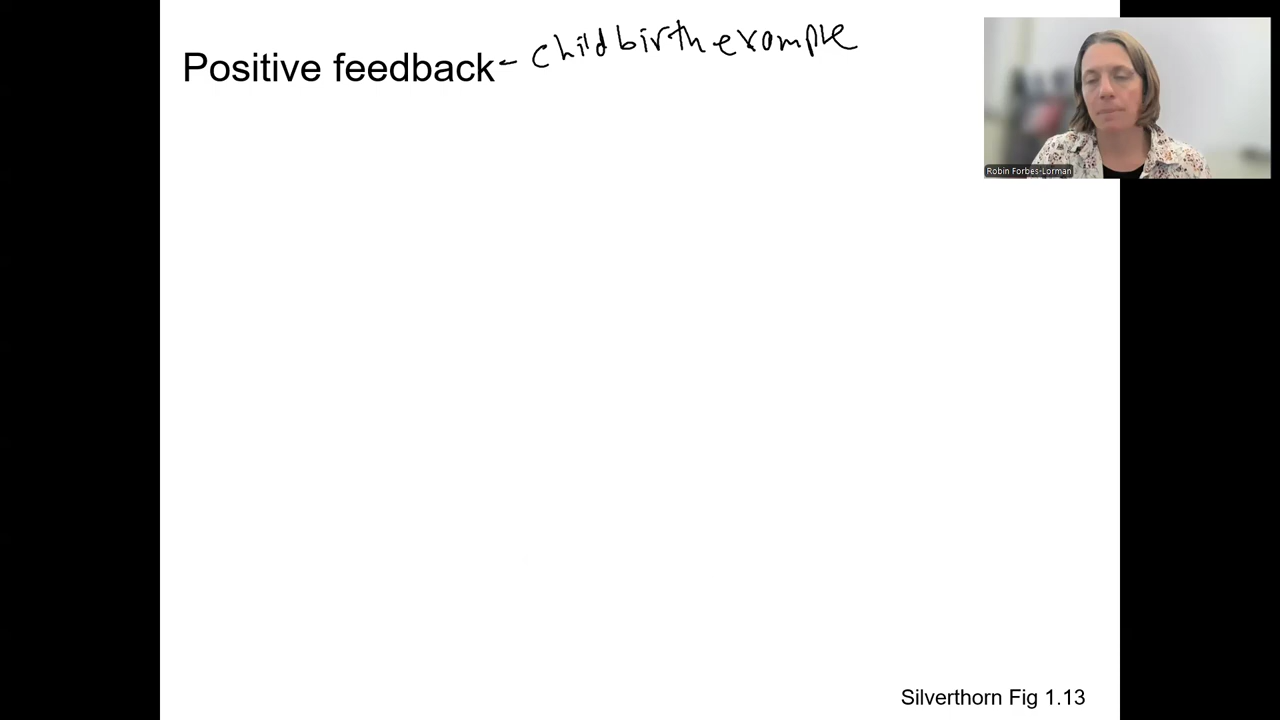 Positive feedback - childbirth example
Robin Forbes-Lorman
Silverthorn Fig 1.13